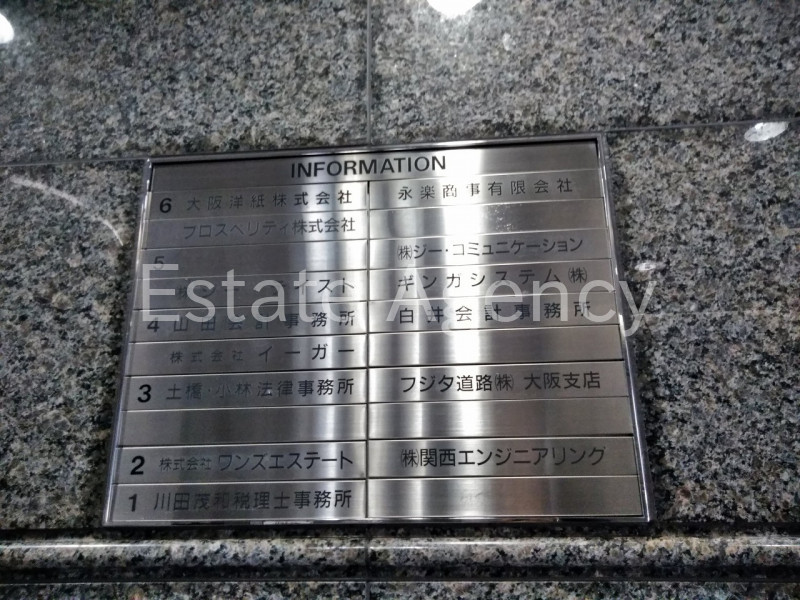 INFORMATION
6 大阪洋紙株式会社 永楽商事有限会社
プロスペリティ株式会社
5 ㈱ジー・コミュニケーション
イスト ギンカシステム㈱
4 山田会計事務所 白井会計事務所
株式会社イーガー
3 土橋・小林法律事務所 フジタ道路㈱ 大阪支店
2 株式会社ワンズエステート ㈱関西エンジニアリング
1 川田茂和税理士事務所
Estate Agency